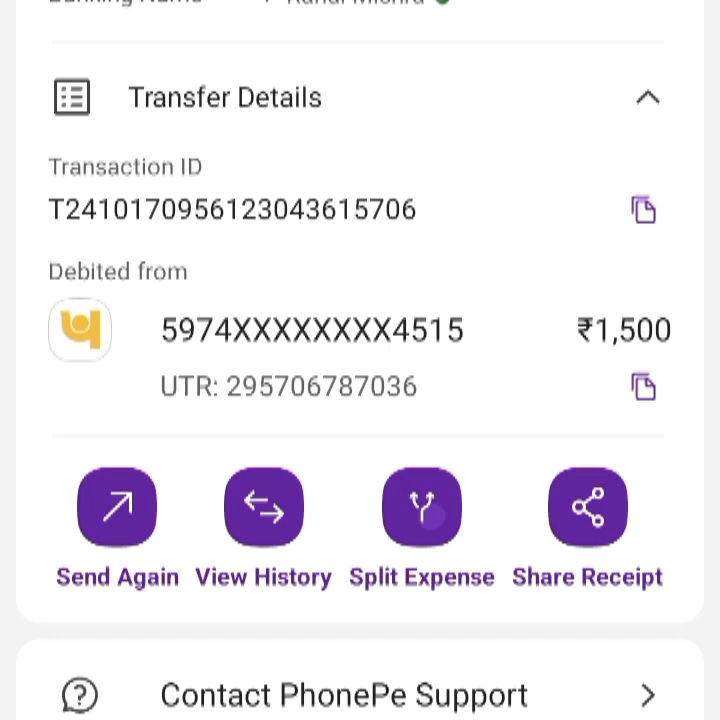 Transfer Details
Transaction ID
T2410170956123043615706
Debited from
5974XXXXXXXX4515 ₹1,500
UTR: 295706787036
Send Again View History Split Expense Share Receipt
Contact PhonePe Support